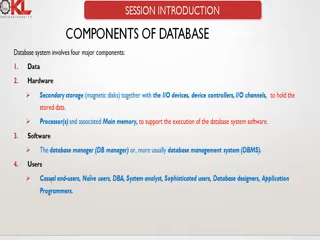 KL
SESSION INTRODUCTION
COMPONENTS OF DATABASE
Database system involves four major components:
1. Data
2. Hardware
➢ Secondary storage (magnetic disks) together with the I/O devices, device controllers, I/O channels, to hold the
stored data.
➢ Processor(s) and associated Main memory, to support the execution of the database system software.
3. Software
➢ The database manager (DB manager) or, more usually database management system (DBMS).
4. Users
➢ Casual end-users, Naïve users, DBA, System analyst, Sophisticated users, Database designers, Application
Programmers.